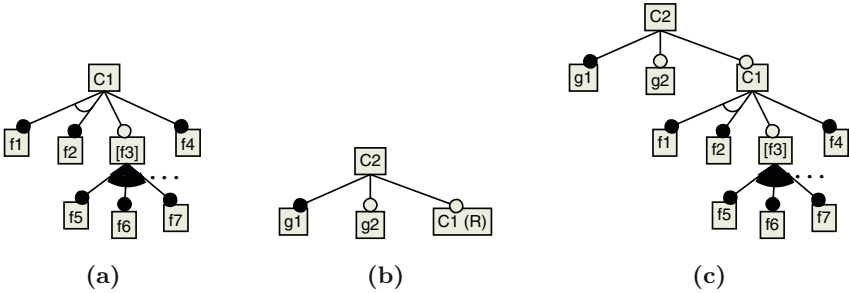 C1
f1 f2 [f3] f4
. . . .
f5 f6 f7
(a)
C2
g1 g2 C1 (R)
(b)
C2
g1 g2 C1
f1 f2 [f3] f4
. . . .
f5 f6 f7
(c)